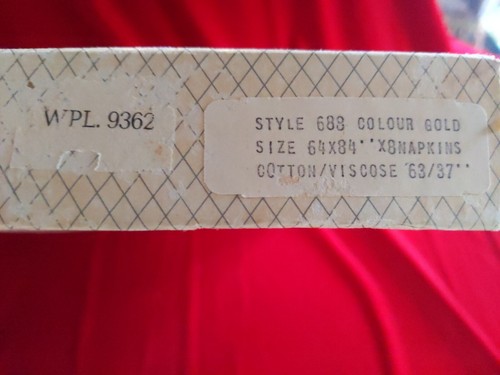 WPL. 9362
STYLE 688 COLOUR GOLD
SIZE 64X84''X8NAPKINS
COTTON/VISCOSE 63/37''